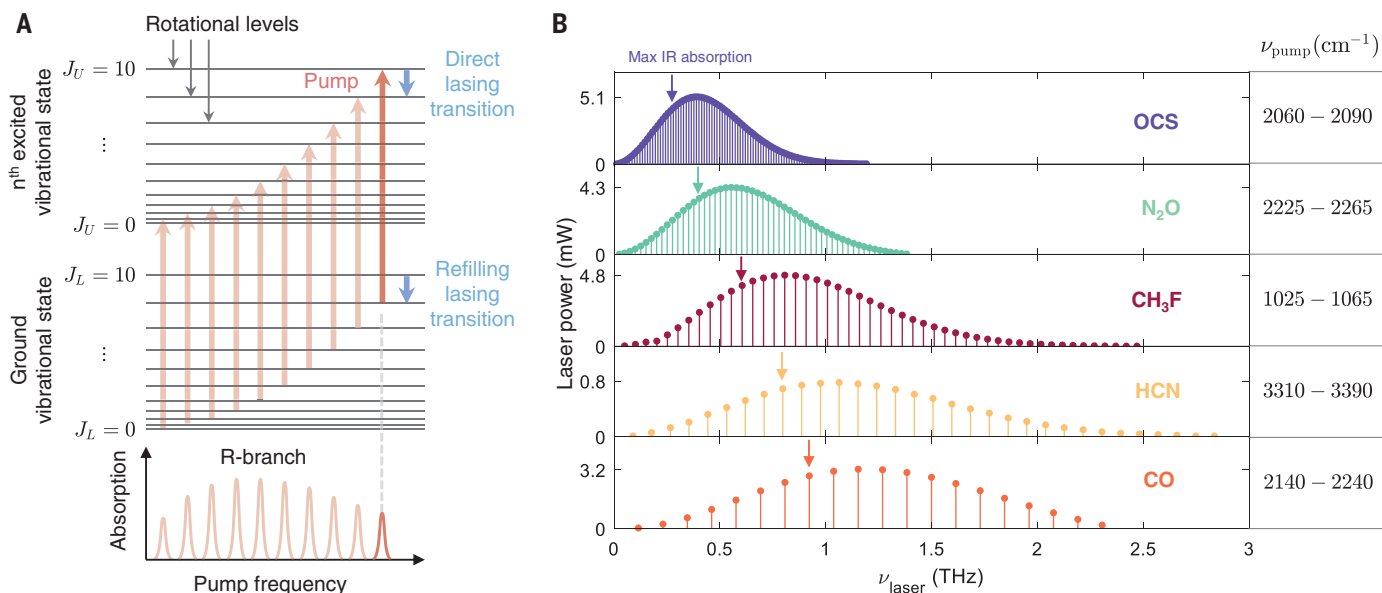 A
Rotational levels
J_U = 10
Pump
Direct
lasing
transition
nth excited
vibrational state
...
J_U = 0
J_L = 10
Refilling
lasing
transition
Ground
vibrational state
...
J_L = 0
R-branch
Absorption
Pump frequency
B
ν_pump(cm⁻¹)
Max IR absorption
5.1
0
OCS
2060 − 2090
4.3
0
N₂O
2225 − 2265
4.8
0
CH₃F
1025 − 1065
0.8
0
HCN
3310 − 3390
3.2
0
CO
2140 − 2240
Laser power (mW)
0 0.5 1 1.5 2 2.5 3
ν_laser (THz)